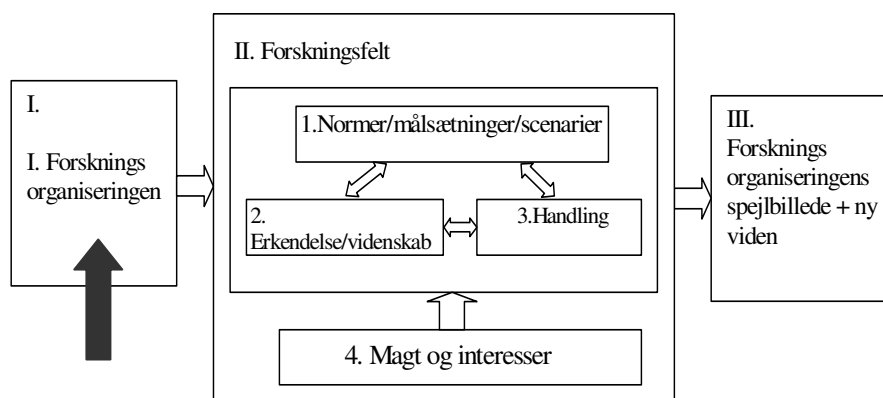 I.
I. Forsknings
organiseringen
II. Forskningsfelt
1.Normer/målsætninger/scenarier
2.
Erkendelse/videnskab
3.Handling
4. Magt og interesser
III.
Forsknings
organiseringens
spejlbillede + ny
viden